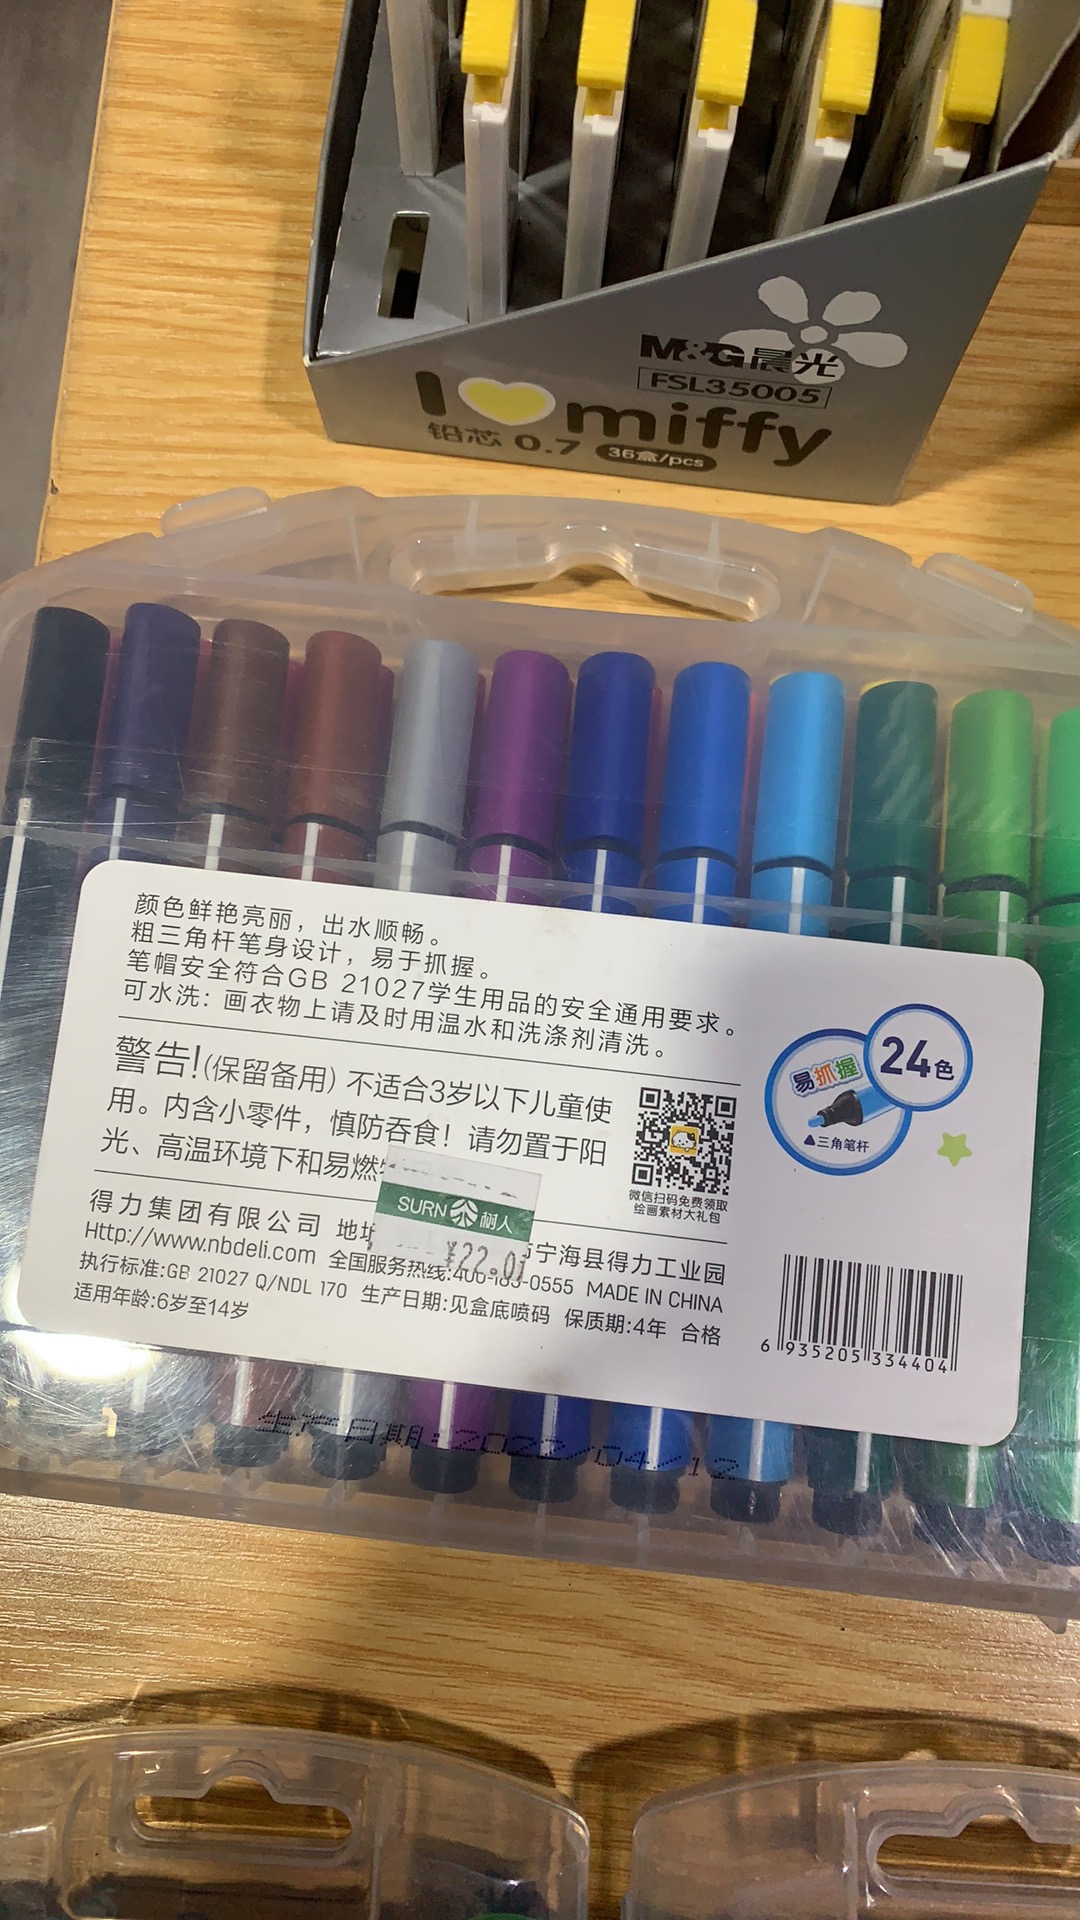 M&G晨光
FSL35005
I miffy
铅芯 0.7 36盒/pcs
颜色鲜艳亮丽，出水顺畅。
粗三角杆笔身设计，易于抓握。
笔帽安全符合GB 21027学生用品的安全通用要求。
可水洗：画衣物上请及时用温水和洗涤剂清洗。
警告!(保留备用) 不适合3岁以下儿童使
用。内含小零件，慎防吞食！请勿置于阳
光、高温环境下和易燃
微信扫码免费领取
绘画素材大礼包
易抓握
24色
▲三角笔杆
SURN 树人
¥22.0
得力集团有限公司 地 宁海县得力工业园
Http://www.nbdeli.com 全国服务热线:400-185-0555 MADE IN CHINA
执行标准:GB 21027 Q/NDL 170 生产日期:见盒底喷码 保质期:4年 合格
适用年龄:6岁至14岁
6 935205 334404
生产日期:2022/04/12